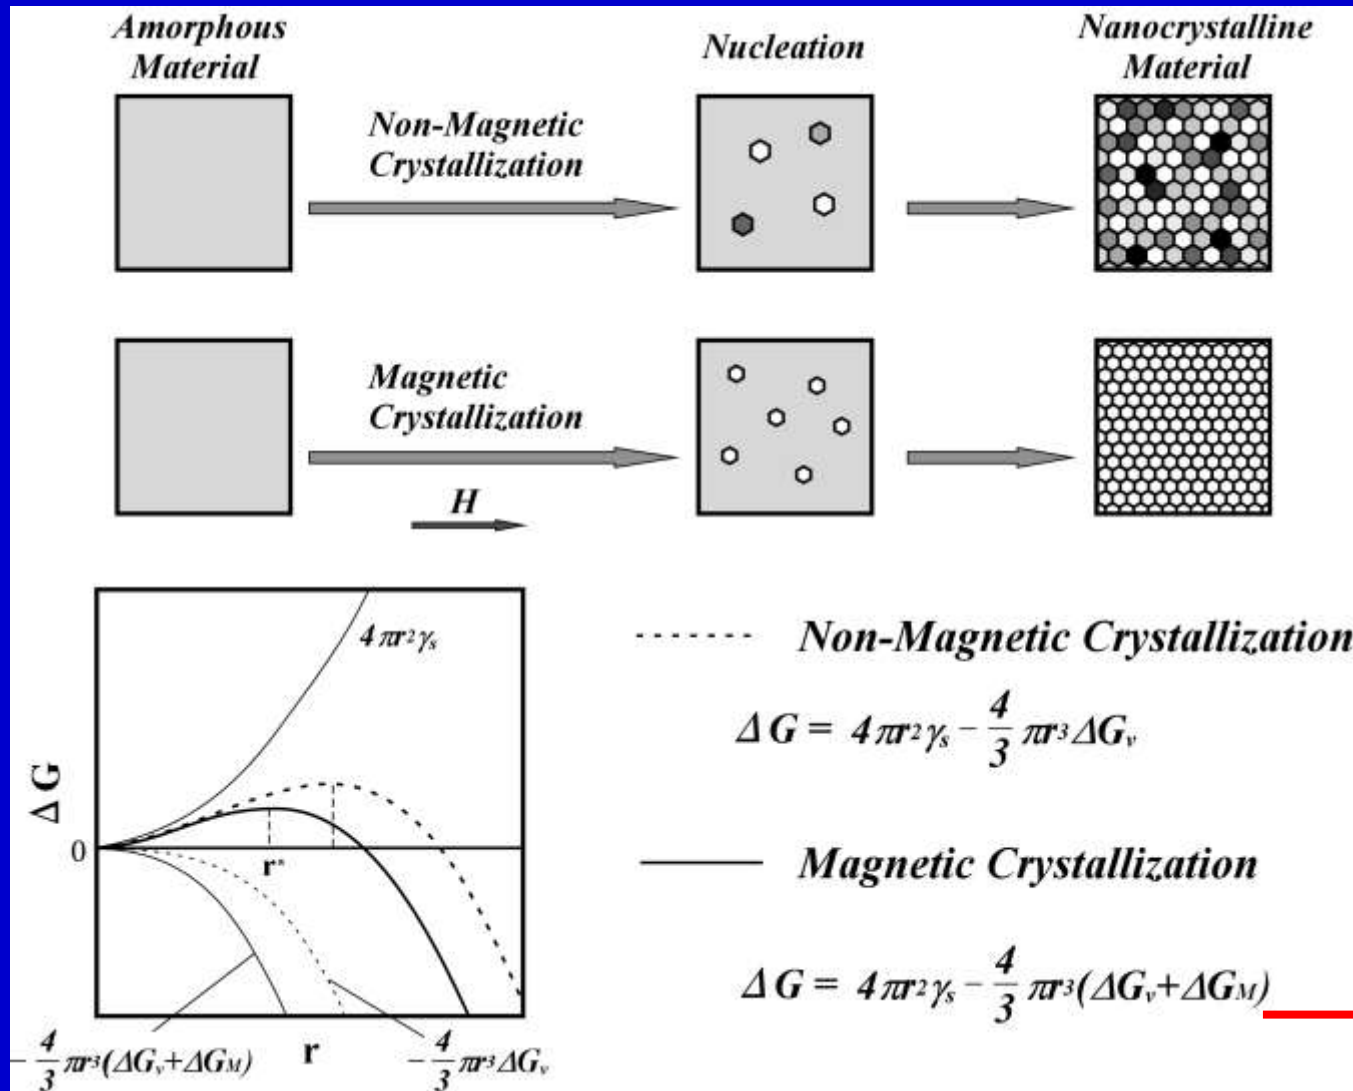 Amorphous
Material
Nucleation
Nanocrystalline
Material
Non-Magnetic
Crystallization
Magnetic
Crystallization
H
4πr²γₛ
ΔG
0
r*
- 4/3 πr³(ΔGᵥ+ΔGM)
r
- 4/3 πr³ΔGᵥ
Non-Magnetic Crystallization
ΔG = 4πr²γₛ - 4/3 πr³ΔGᵥ
Magnetic Crystallization
ΔG = 4πr²γₛ - 4/3 πr³(ΔGᵥ+ΔGM)